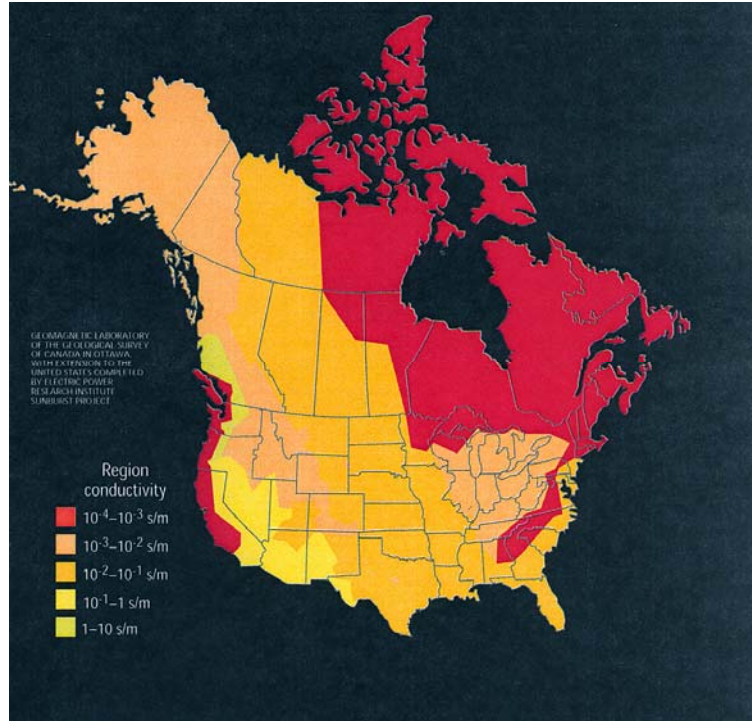 GEOMAGNETIC LABORATORY
OF THE GEOLOGICAL SURVEY
OF CANADA IN OTTAWA,
WITH EXTENSION TO THE
UNITED STATES COMPLETED
BY ELECTRIC POWER
RESEARCH INSTITUTE
SUNBURST PROJECT
Region
conductivity
10⁻⁴–10⁻³ s/m
10⁻³–10⁻² s/m
10⁻²–10⁻¹ s/m
10⁻¹–1 s/m
1–10 s/m